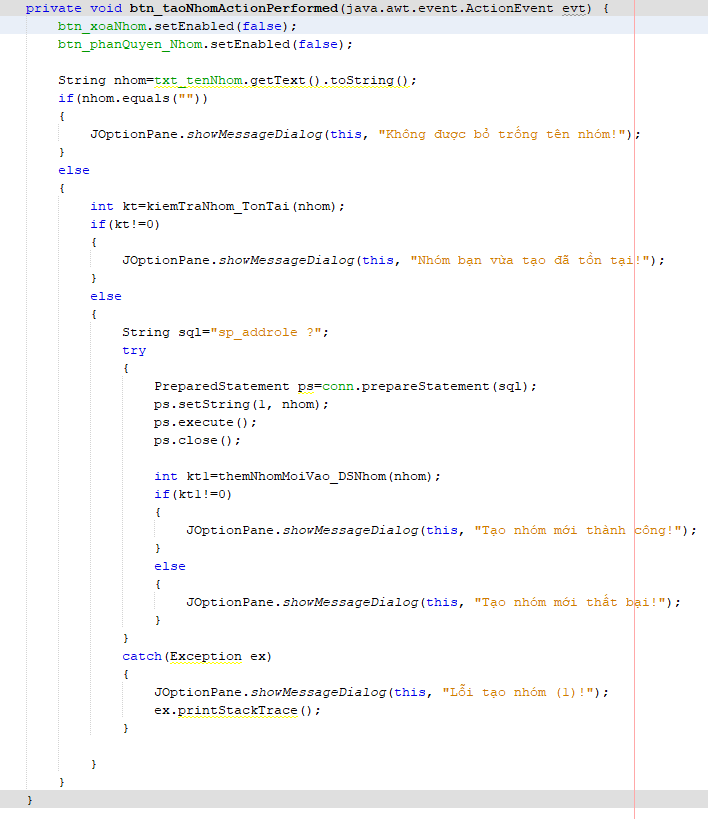 private void btn_taoNhomActionPerformed(java.awt.event.ActionEvent evt) {
btn_xoaNhom.setEnabled(false);
btn_phanQuyen_Nhom.setEnabled(false);
String nhom=txt_tenNhom.getText().toString();
if(nhom.equals(""))
{
JOptionPane.showMessageDialog(this, "Không được bỏ trống tên nhóm!");
}
else
{
int kt=kiemTraNhom_TonTai(nhom);
if(kt!=0)
{
JOptionPane.showMessageDialog(this, "Nhóm bạn vừa tạo đã tồn tại!");
}
else
{
String sql="sp_addrole ?";
try
{
PreparedStatement ps=conn.prepareStatement(sql);
ps.setString(1, nhom);
ps.execute();
ps.close();
int kt1=themNhomMoiVao_DSNhom(nhom);
if(kt1!=0)
{
JOptionPane.showMessageDialog(this, "Tạo nhóm mới thành công!");
}
else
{
JOptionPane.showMessageDialog(this, "Tạo nhóm mới thất bại!");
}
}
catch(Exception ex)
{
JOptionPane.showMessageDialog(this, "Lỗi tạo nhóm (1)!");
ex.printStackTrace();
}
}
}
}